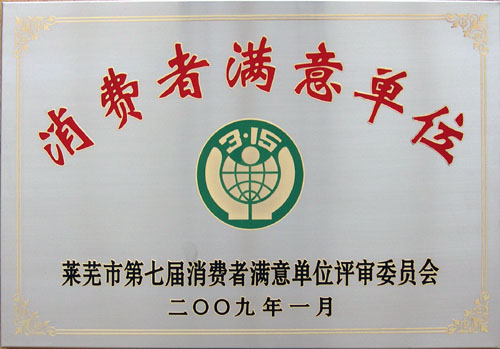 消费者满意单位
3·15
莱芜市第七届消费者满意单位评审委员会
二〇〇九年一月